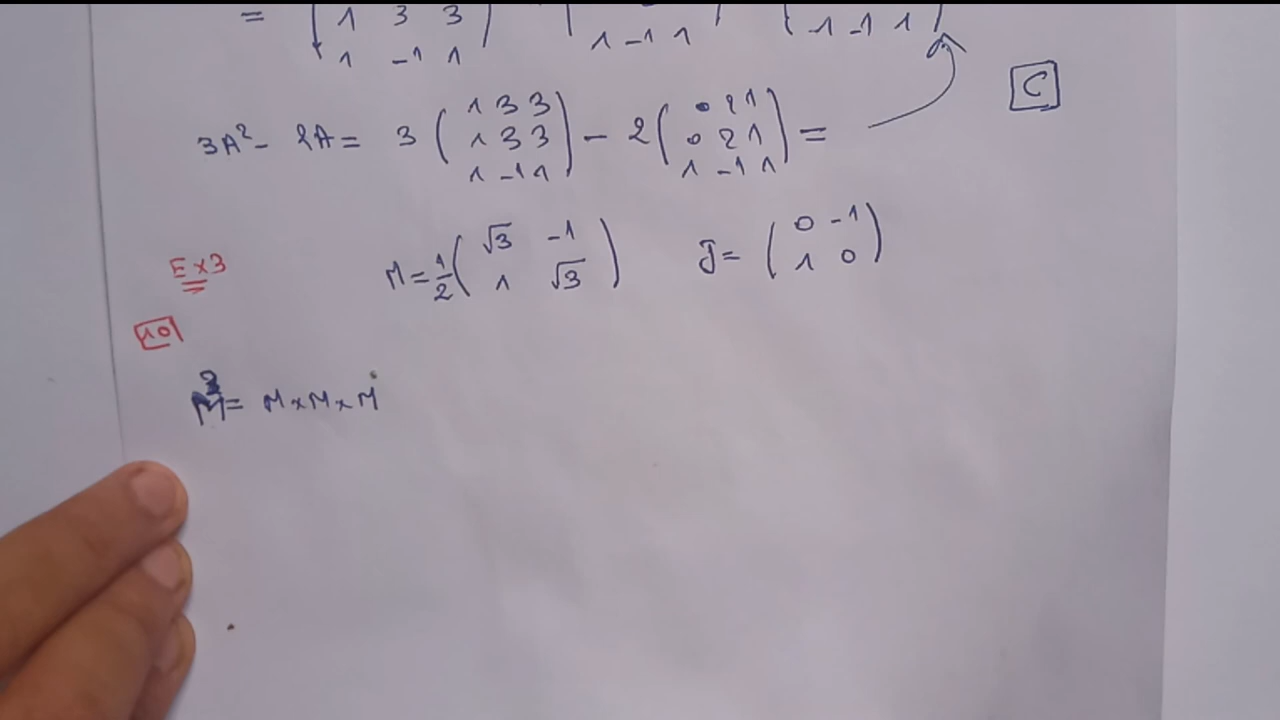 = ( 1 3 3
1 -1 1 ) 1 -1 1 -1 -1 1
C
3A² - 2A = 3 ( 1 3 3
1 3 3
1 -1 1 ) - 2 ( 0 2 1
0 2 1
1 -1 1 ) =
Ex3
M = 1/2 ( √3 -1
1 √3 ) J = ( 0 -1
1 0 )
10
M³ = M × M × M